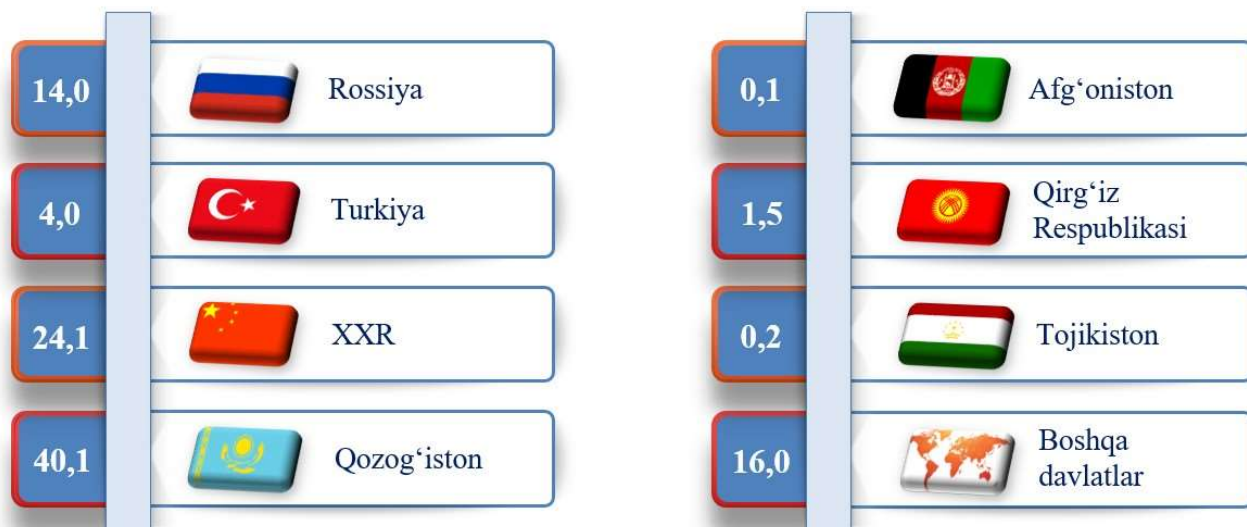 14,0
Rossiya
4,0
Turkiya
24,1
XXR
40,1
Qozog‘iston
0,1
Afg‘oniston
1,5
Qirg‘iz
Respublikasi
0,2
Tojikiston
16,0
Boshqa
davlatlar